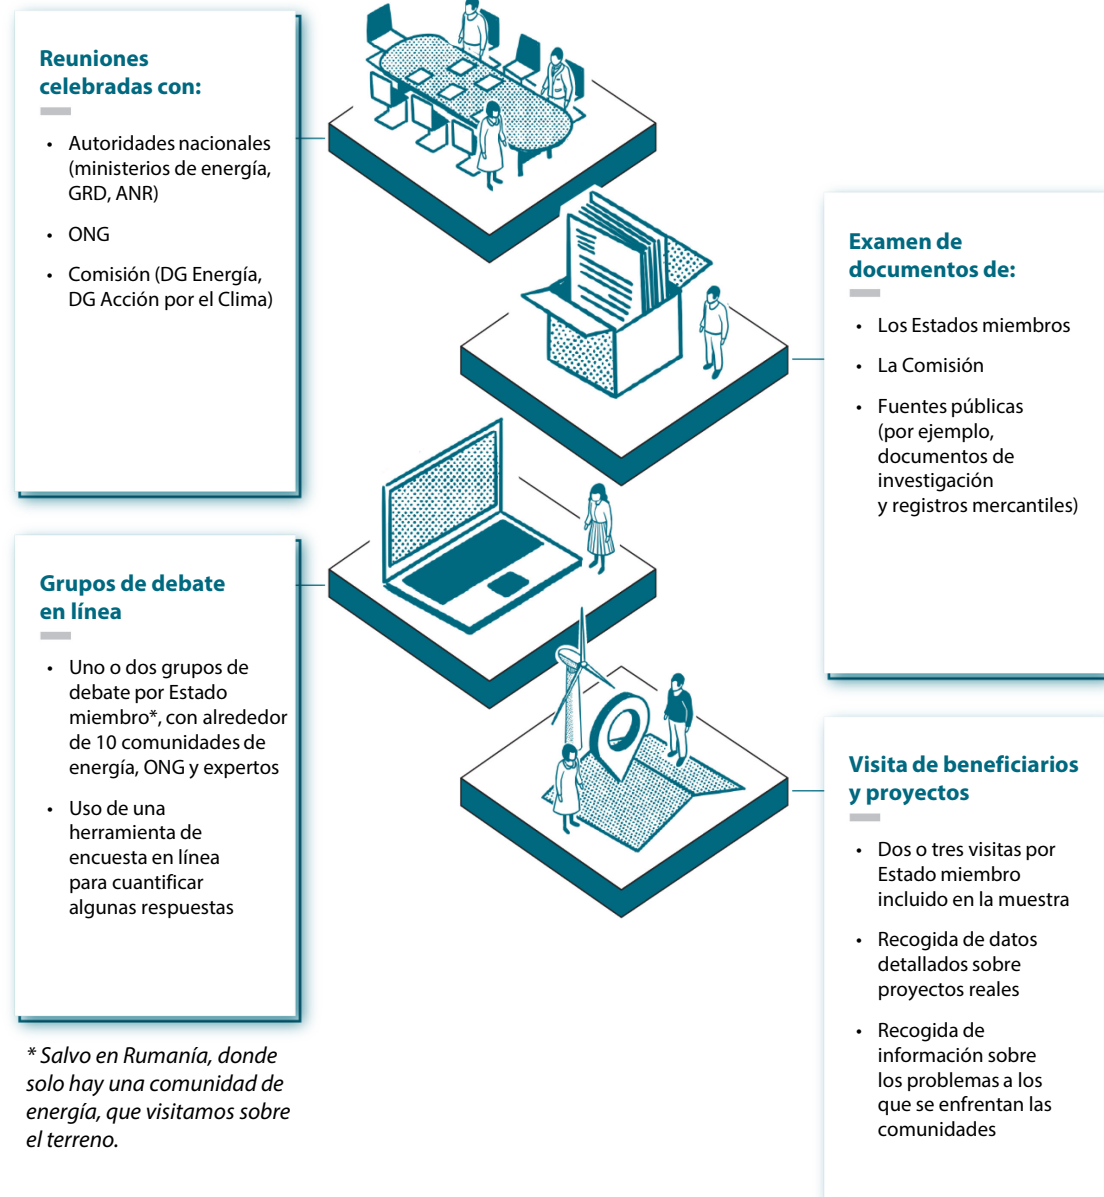 Reuniones
celebradas con:
• Autoridades nacionales
(ministerios de energía,
GRD, ANR)
• ONG
• Comisión (DG Energía,
DG Acción por el Clima)
Examen de
documentos de:
• Los Estados miembros
• La Comisión
• Fuentes públicas
(por ejemplo,
documentos de
investigación
y registros mercantiles)
Grupos de debate
en línea
• Uno o dos grupos de
debate por Estado
miembro*, con alrededor
de 10 comunidades de
energía, ONG y expertos
• Uso de una
herramienta de
encuesta en línea
para cuantificar
algunas respuestas
* Salvo en Rumanía, donde
solo hay una comunidad de
energía, que visitamos sobre
el terreno.
Visita de beneficiarios
y proyectos
• Dos o tres visitas por
Estado miembro
incluido en la muestra
• Recogida de datos
detallados sobre
proyectos reales
• Recogida de
información sobre
los problemas a los
que se enfrentan las
comunidades